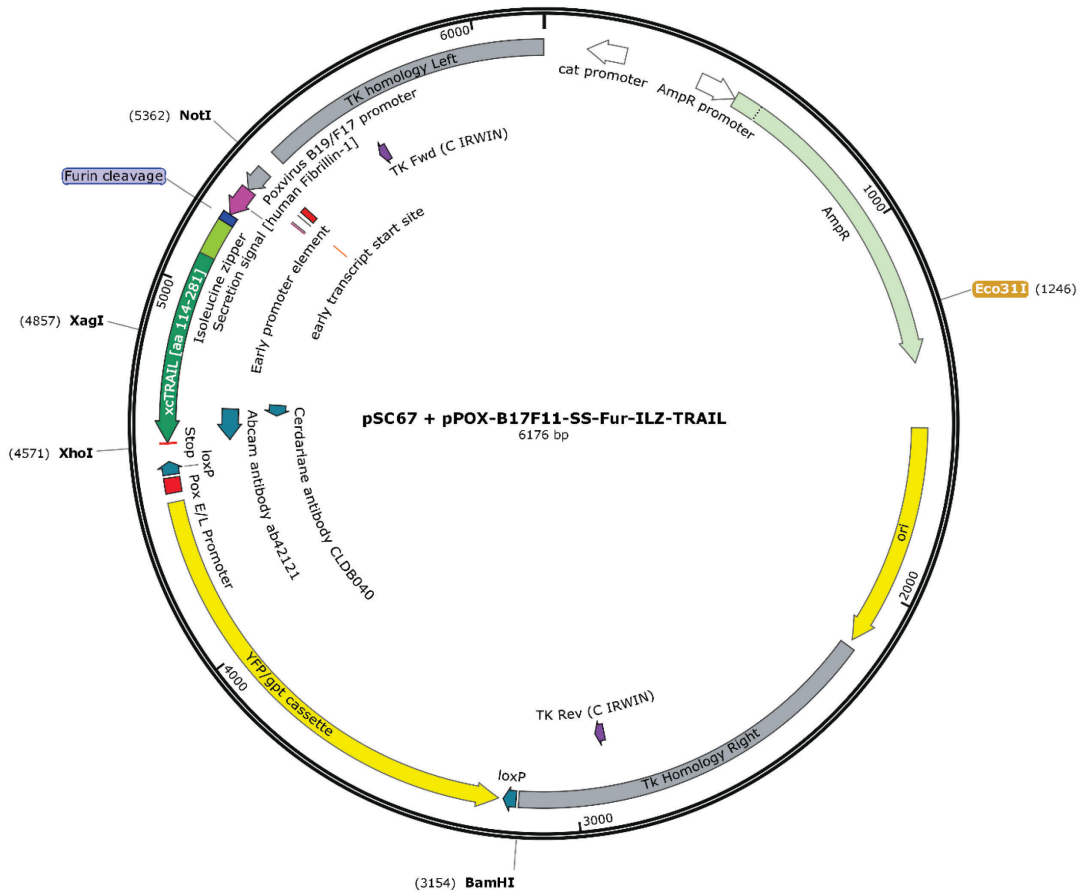 6000
TK homology Left
cat promoter
AmpR promoter
(5362) NotI
Poxvirus B19/F17 promoter
TK Fwd (C IRWIN)
Furin cleavage
Secretion signal [human Fibrillin-1]
Isoleucine zipper
AmpR
1000
Early promoter element
early transcript start site
5000
Eco31I (1246)
(4857) XagI
xcTRAIL [aa 114-281]
pSC67 + pPOX-B17F11-SS-Fur-ILZ-TRAIL
6176 bp
(4571) XhoI
Stop
loxP
Pox E/L Promoter
Abcam antibody ab42121
Cerdarlane antibody CLDB040
ori
2000
4000
YFP/gpt cassette
TK Rev (C IRWIN)
Tk Homology Right
loxP
3000
(3154) BamHI